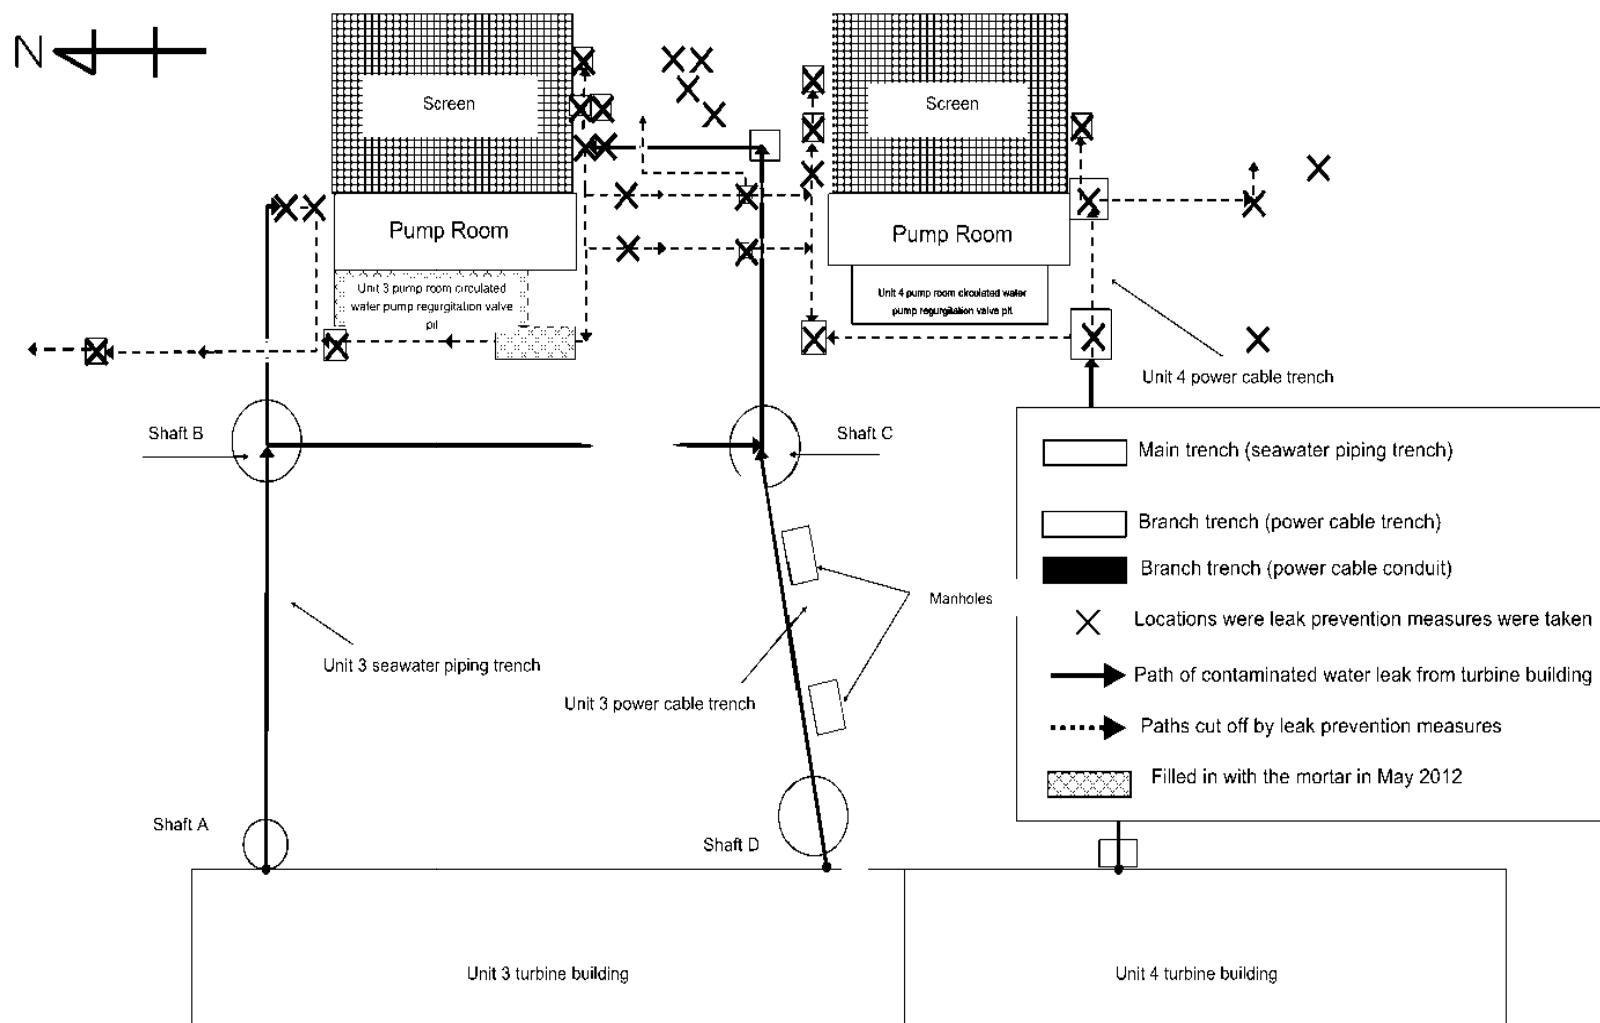 N
Screen
Screen
Pump Room
Pump Room
Unit 3 pump room circulated
water pump regurgitation valve
pit
Unit 4 pump room circulated water
pump regurgitation valve pit
Unit 4 power cable trench
Shaft B
Shaft C
Main trench (seawater piping trench)
Branch trench (power cable trench)
Branch trench (power cable conduit)
Locations were leak prevention measures were taken
Path of contaminated water leak from turbine building
Paths cut off by leak prevention measures
Filled in with the mortar in May 2012
Manholes
Unit 3 seawater piping trench
Unit 3 power cable trench
Shaft A
Shaft D
Unit 3 turbine building
Unit 4 turbine building